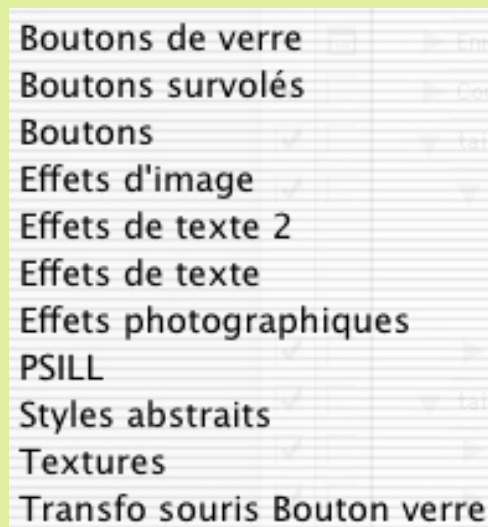 Boutons de verre
Boutons survolés
Boutons
Effets d'image
Effets de texte 2
Effets de texte
Effets photographiques
PSILL
Styles abstraits
Textures
Transfo souris Bouton verre